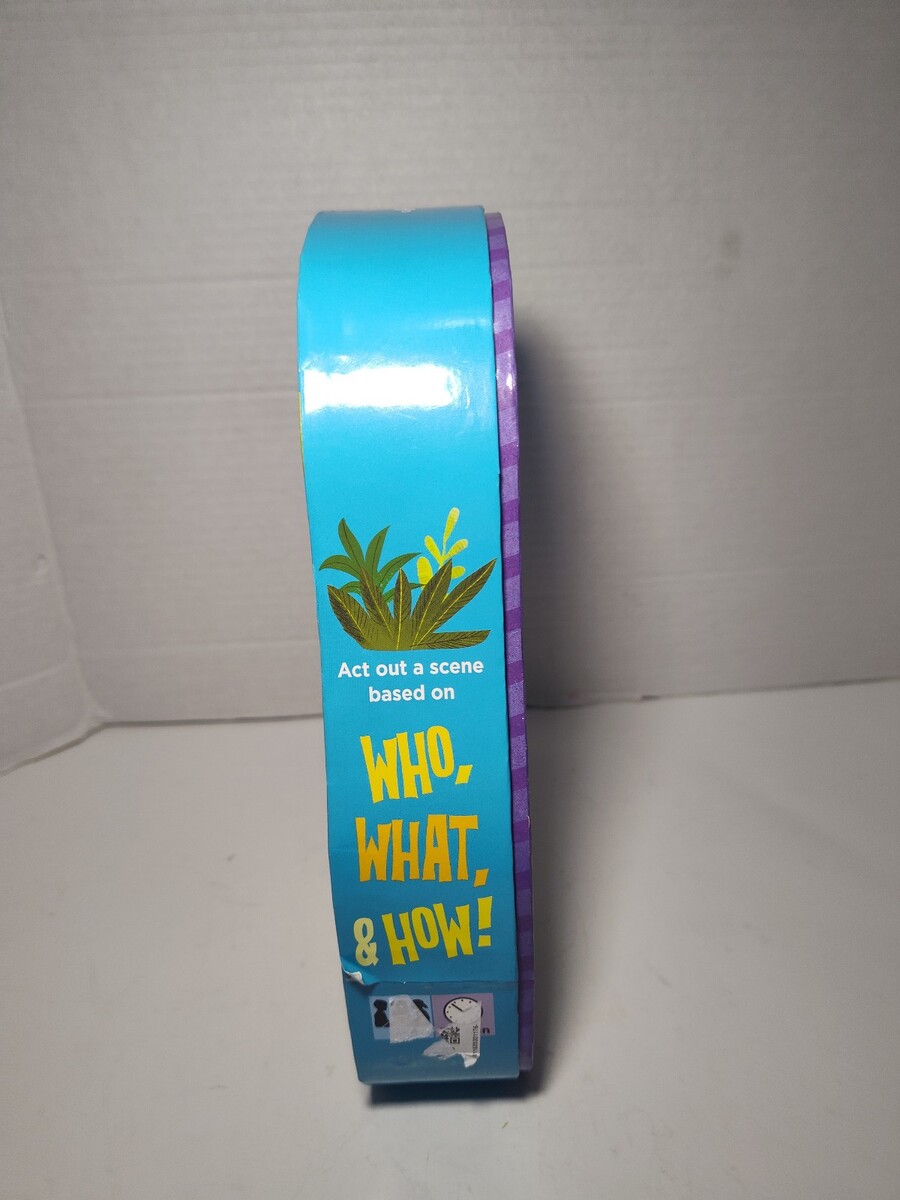 Act out a scene
based on
WHO,
WHAT,
& HOW!